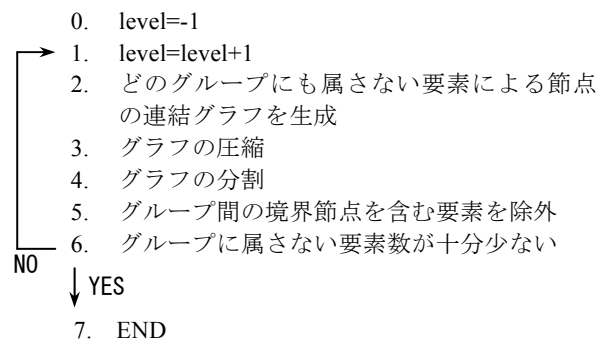 0. level=-1
1. level=level+1
2. どのグループにも属さない要素による節点
の連結グラフを生成
3. グラフの圧縮
4. グラフの分割
5. グループ間の境界節点を含む要素を除外
6. グループに属さない要素数が十分少ない
NO
YES
7. END